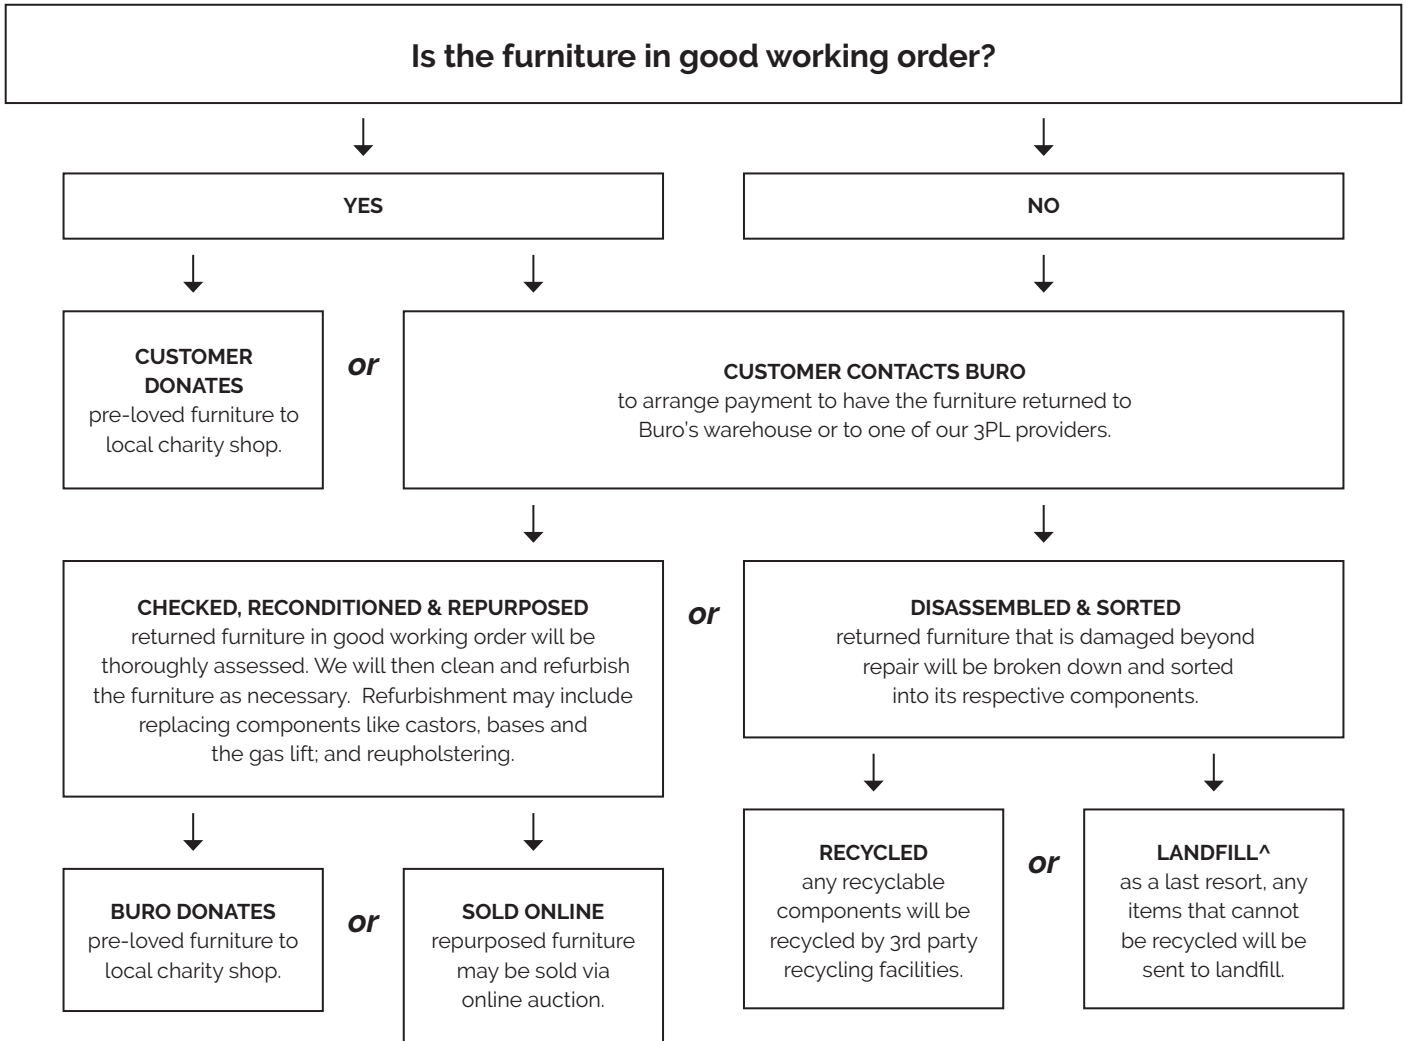 Is the furniture in good working order?
YES
NO
CUSTOMER
DONATES
pre-loved furniture to
local charity shop.
or
CUSTOMER CONTACTS BURO
to arrange payment to have the furniture returned to
Buro's warehouse or to one of our 3PL providers.
CHECKED, RECONDITIONED & REPURPOSED
returned furniture in good working order will be
thoroughly assessed. We will then clean and refurbish
the furniture as necessary.  Refurbishment may include
replacing components like castors, bases and
the gas lift; and reupholstering.
or
DISASSEMBLED & SORTED
returned furniture that is damaged beyond
repair will be broken down and sorted
into its respective components.
BURO DONATES
pre-loved furniture to
local charity shop.
or
SOLD ONLINE
repurposed furniture
may be sold via
online auction.
RECYCLED
any recyclable
components will be
recycled by 3rd party
recycling facilities.
or
LANDFILL^
as a last resort, any
items that cannot
be recycled will be
sent to landfill.